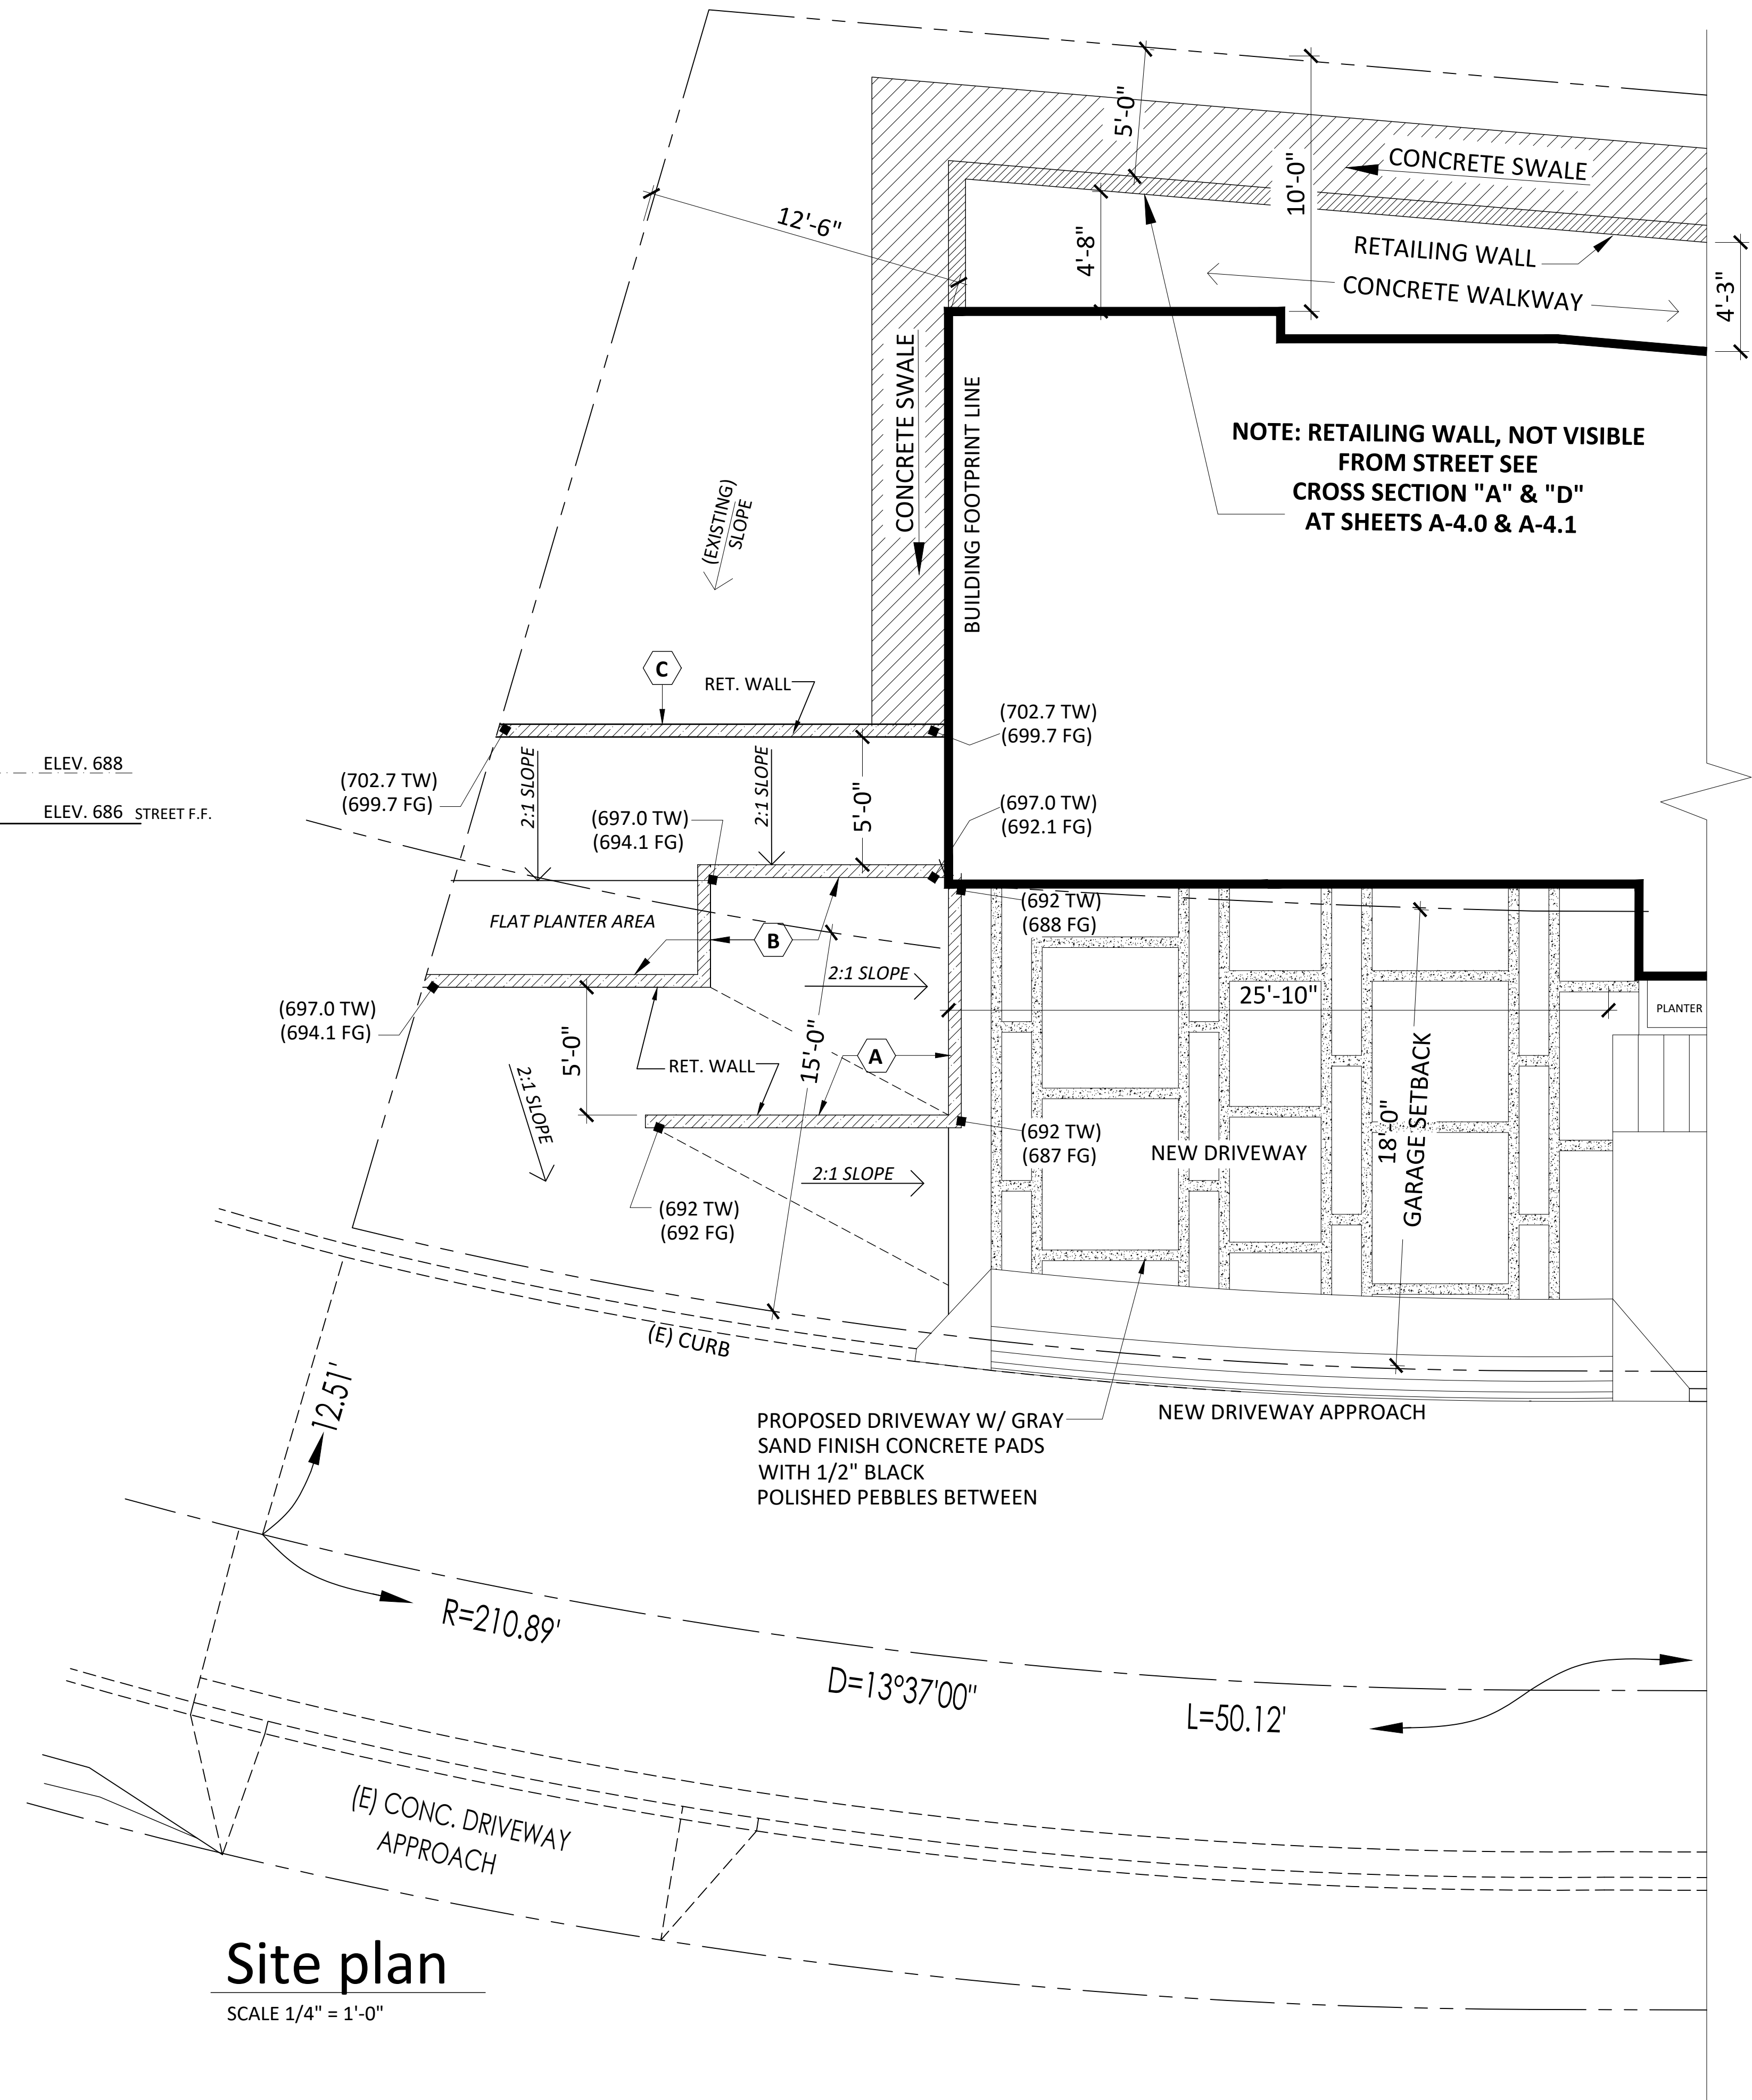 5'-0"
10'-0"
CONCRETE SWALE
12'-6"
4'-8"
RETAILING WALL
CONCRETE WALKWAY
4'-3"
CONCRETE SWALE
BUILDING FOOTPRINT LINE
NOTE: RETAILING WALL, NOT VISIBLE
FROM STREET SEE
CROSS SECTION "A" & "D"
AT SHEETS A-4.0 & A-4.1
(EXISTING)
SLOPE
C
RET. WALL
(702.7 TW)
(699.7 FG)
ELEV. 688
ELEV. 686 STREET F.F.
(702.7 TW)
(699.7 FG)
2:1 SLOPE
2:1 SLOPE
5'-0"
(697.0 TW)
(694.1 FG)
(697.0 TW)
(692.1 FG)
FLAT PLANTER AREA
B
(692 TW)
(688 FG)
2:1 SLOPE
25'-10"
PLANTER
(697.0 TW)
(694.1 FG)
5'-0"
15'-0"
A
RET. WALL
2:1 SLOPE
18'-0"
GARAGE SETBACK
(692 TW)
(687 FG)
NEW DRIVEWAY
2:1 SLOPE
(692 TW)
(692 FG)
(E) CURB
12.51'
PROPOSED DRIVEWAY W/ GRAY
SAND FINISH CONCRETE PADS
WITH 1/2" BLACK
POLISHED PEBBLES BETWEEN
NEW DRIVEWAY APPROACH
R=210.89'
D=13°37'00"
L=50.12'
(E) CONC. DRIVEWAY
APPROACH
Site plan
SCALE 1/4" = 1'-0"